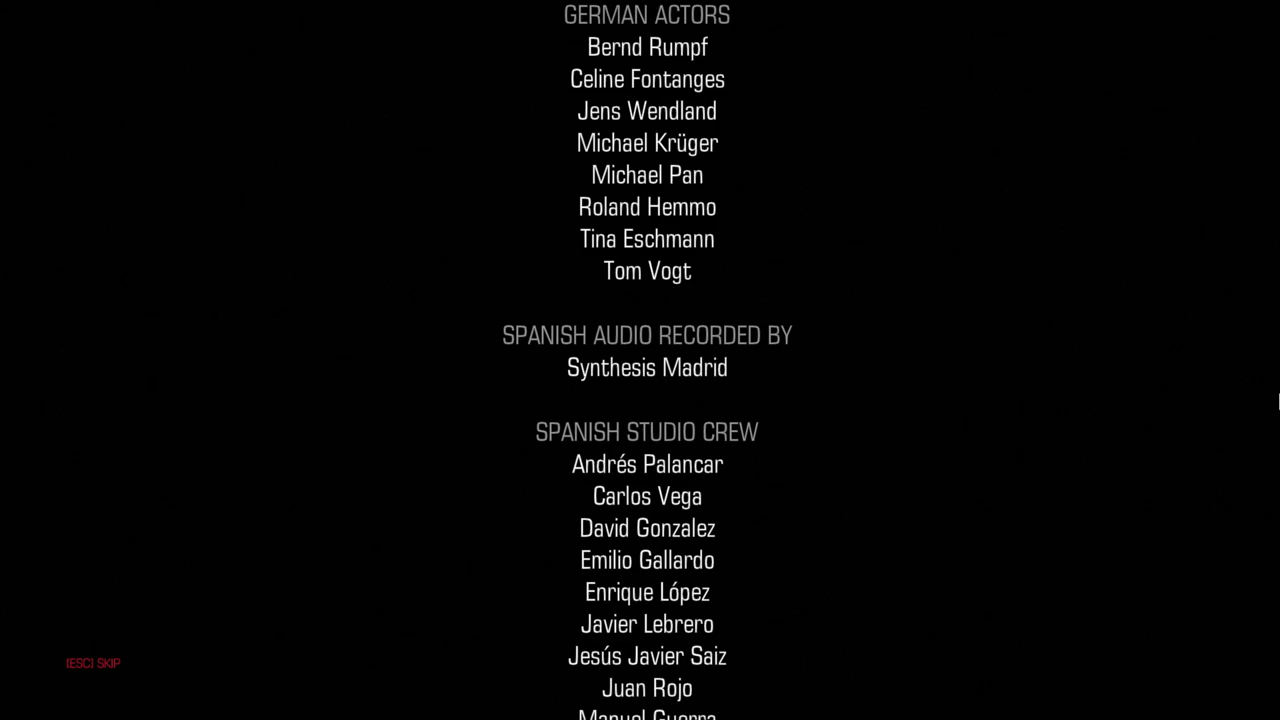 GERMAN ACTORS
Bernd Rumpf
Celine Fontanges
Jens Wendland
Michael Krüger
Michael Pan
Roland Hemmo
Tina Eschmann
Tom Vogt
SPANISH AUDIO RECORDED BY
Synthesis Madrid
SPANISH STUDIO CREW
Andrés Palancar
Carlos Vega
David Gonzalez
Emilio Gallardo
Enrique López
Javier Lebrero
Jesús Javier Saiz
[ESC] SKIP
Juan Rojo
Manuel Guerra